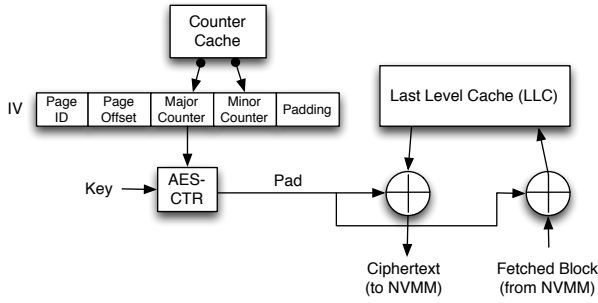 Counter
Cache
IV
Page
ID
Page
Offset
Major
Counter
Minor
Counter
Padding
Last Level Cache (LLC)
Key
AES-
CTR
Pad
Ciphertext
(to NVMM)
Fetched Block
(from NVMM)